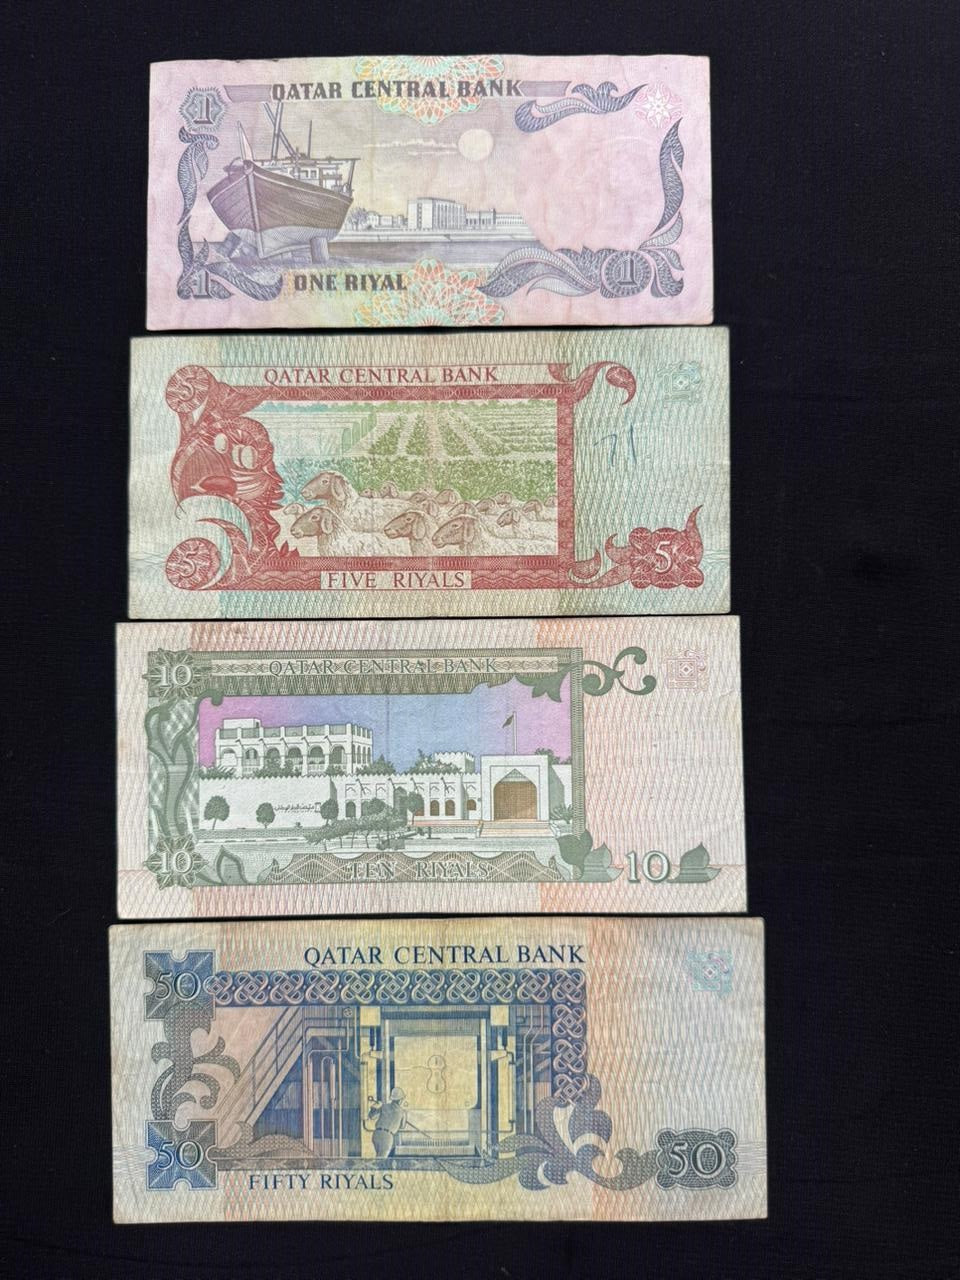 1 QATAR CENTRAL BANK
1 ONE RIYAL 1
5 QATAR CENTRAL BANK
71
5 FIVE RIYALS 5
10 QATAR CENTRAL BANK
10 TEN RIYALS 10
QATAR CENTRAL BANK
50
50 50
FIFTY RIYALS